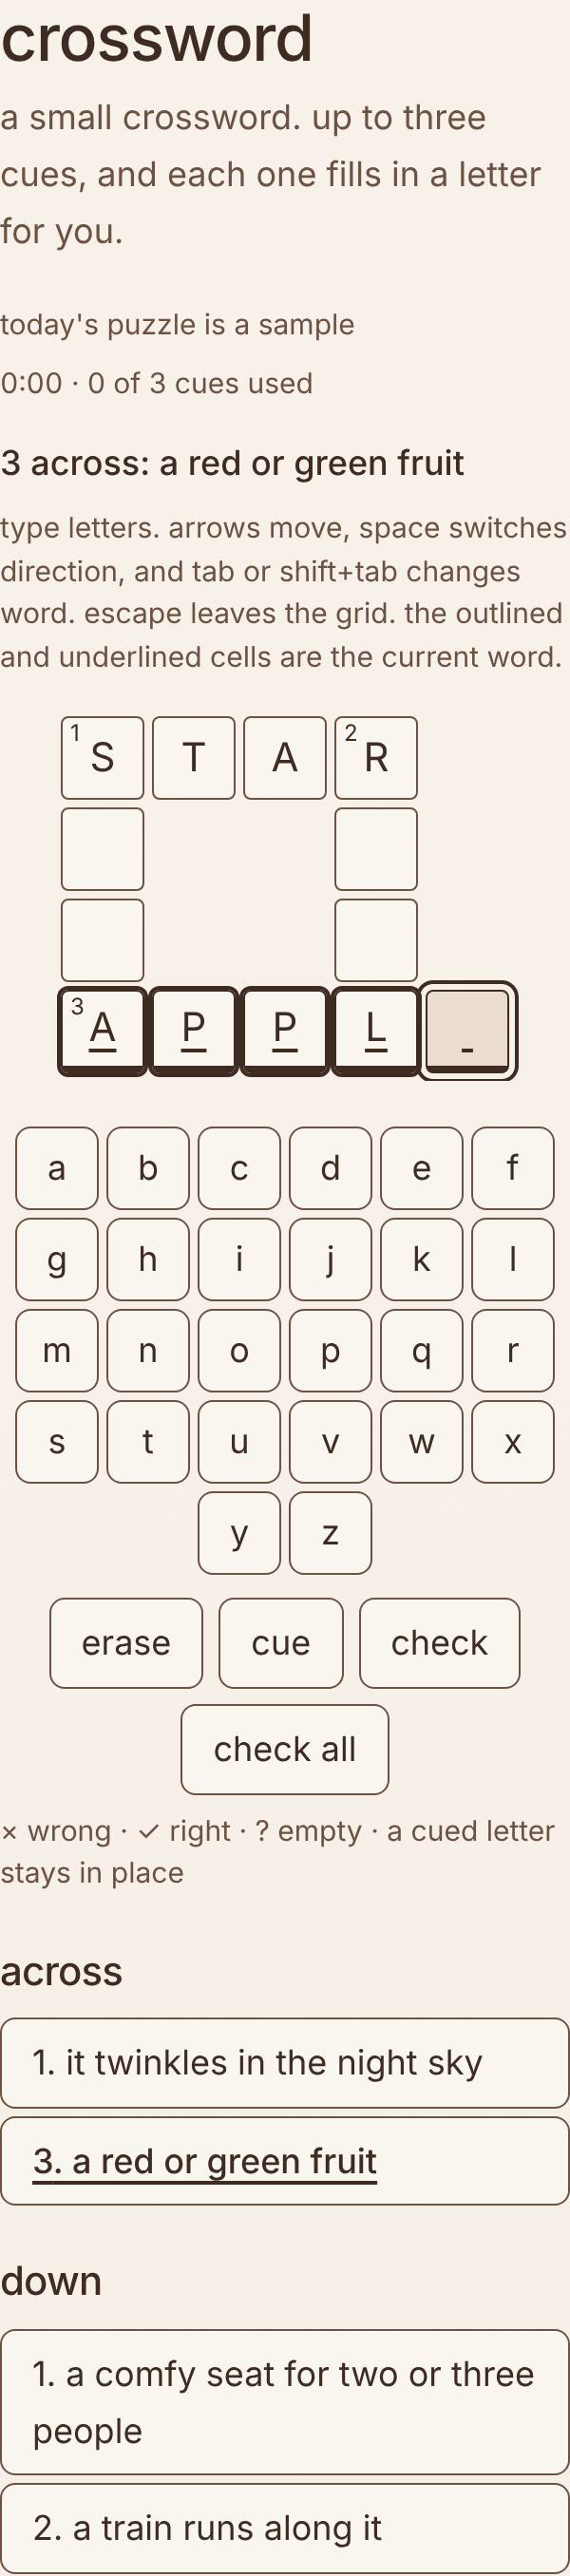 crossword
a small crossword. up to three
cues, and each one fills in a letter
for you.
today's puzzle is a sample
0:00 · 0 of 3 cues used
3 across: a red or green fruit
type letters. arrows move, space switches
direction, and tab or shift+tab changes
word. escape leaves the grid. the outlined
and underlined cells are the current word.
1 S T A 2 R
3 A P P L _
a b c d e f
g h i j k l
m n o p q r
s t u v w x
y z
erase cue check
check all
× wrong · ✓ right · ? empty · a cued letter
stays in place
across
1. it twinkles in the night sky
3. a red or green fruit
down
1. a comfy seat for two or three
people
2. a train runs along it